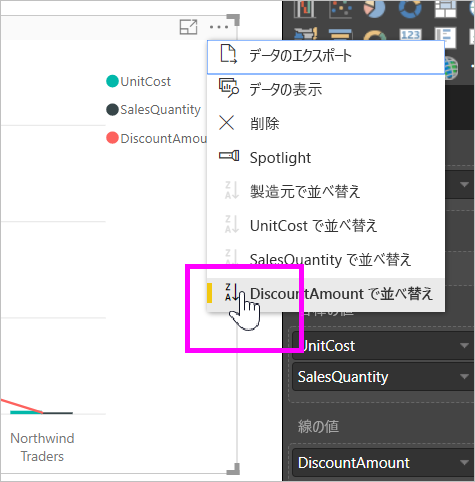 データのエクスポート
データの表示
削除
Spotlight
製造元で並べ替え
UnitCost で並べ替え
SalesQuantity で並べ替え
DiscountAmount で並べ替え
UnitCost
SalesQuantity
DiscountAmou
Northwind
Traders
の値
UnitCost
SalesQuantity
線の値
DiscountAmount
123